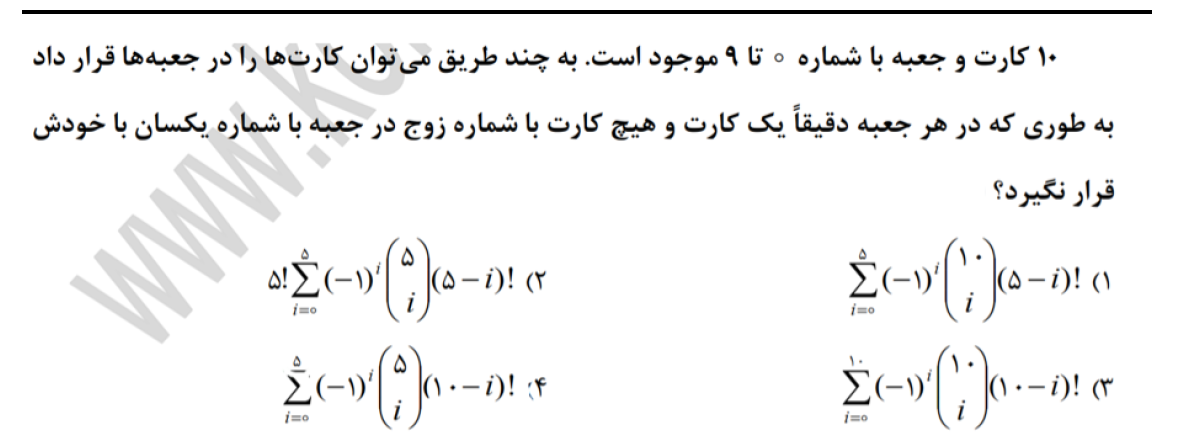 ۱۰ کارت و جعبه با شماره ۰ تا ۹ موجود است. به چند طریق می‌توان کارت‌ها را در جعبه‌ها قرار داد
به طوری که در هر جعبه دقیقاً یک کارت و هیچ کارت با شماره زوج در جعبه با شماره یکسان با خودش
قرار نگیرد؟
۱) \sum_{i=۰}^{۵} (-۱)^i \binom{۱۰}{i} (۵-i)!
۲) ۵! \sum_{i=۰}^{۵} (-۱)^i \binom{۵}{i} (۵-i)!
۳) \sum_{i=۰}^{۱۰} (-۱)^i \binom{۱۰}{i} (۱۰-i)!
۴) \sum_{i=۰}^{۵} (-۱)^i \binom{۵}{i} (۱۰-i)!